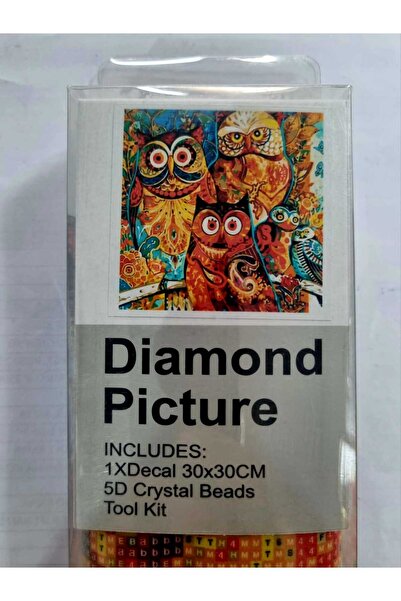 Diamond
Picture
INCLUDES:
1XDecal 30x30CM
5D Crystal Beads
Tool Kit